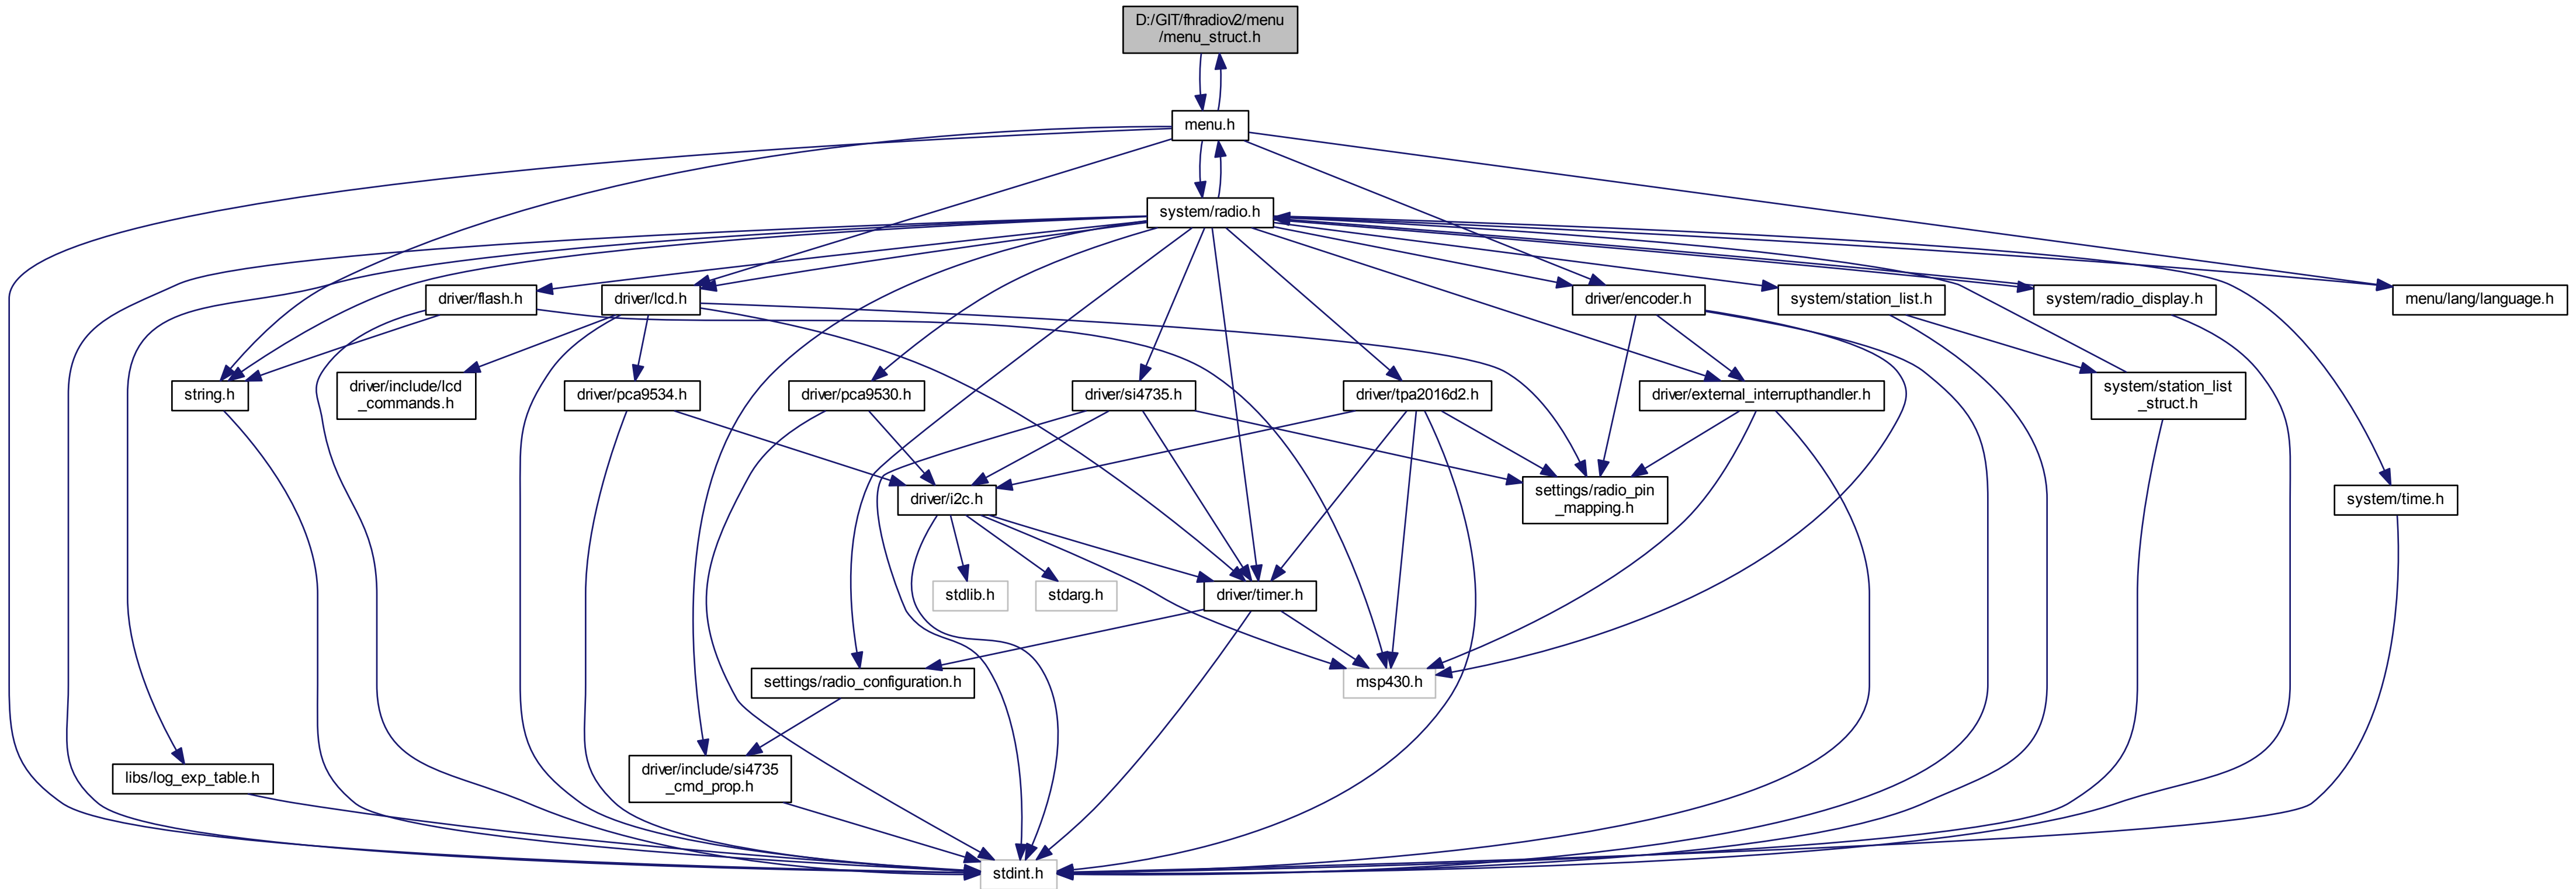 D:/GIT/fhradiov2/menu
/menu_struct.h
menu.h
system/radio.h
driver/flash.h
driver/lcd.h
driver/encoder.h
system/station_list.h
system/radio_display.h
menu/lang/language.h
string.h
driver/include/lcd
_commands.h
driver/pca9534.h
driver/pca9530.h
driver/si4735.h
driver/tpa2016d2.h
driver/external_interrupthandler.h
system/station_list
_struct.h
driver/i2c.h
settings/radio_pin
_mapping.h
system/time.h
stdlib.h
stdarg.h
driver/timer.h
settings/radio_configuration.h
msp430.h
libs/log_exp_table.h
driver/include/si4735
_cmd_prop.h
stdint.h